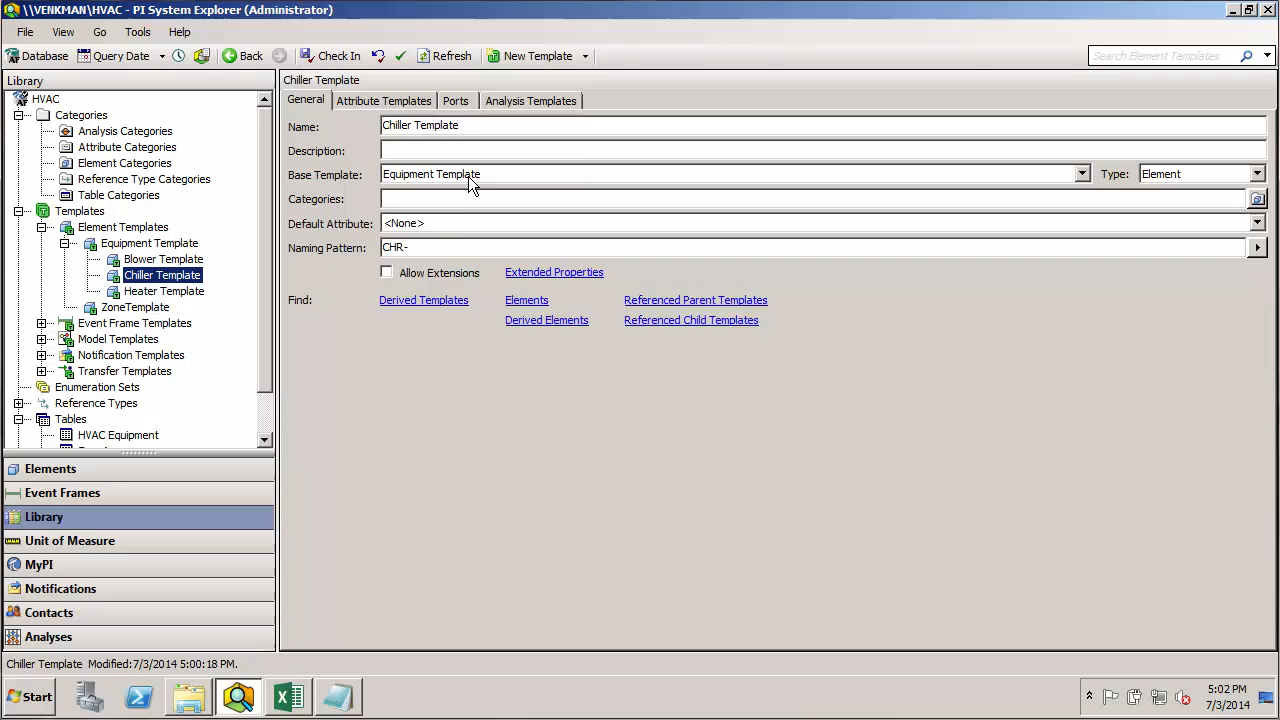 \\VENKMAN\HVAC - PI System Explorer (Administrator)
File View Go Tools Help
Database Query Date Back Check In Refresh New Template Search Element Templates
Library
HVAC
Categories
Analysis Categories
Attribute Categories
Element Categories
Reference Type Categories
Table Categories
Templates
Element Templates
Equipment Template
Blower Template
Chiller Template
Heater Template
ZoneTemplate
Event Frame Templates
Model Templates
Notification Templates
Transfer Templates
Enumeration Sets
Reference Types
Tables
HVAC Equipment
Elements
Event Frames
Library
Unit of Measure
MyPI
Notifications
Contacts
Analyses
Chiller Template
General Attribute Templates Ports Analysis Templates
Name: Chiller Template
Description:
Base Template: Equipment Template Type: Element
Categories:
Default Attribute: <None>
Naming Pattern: CHR-
Allow Extensions Extended Properties
Find: Derived Templates Elements Referenced Parent Templates
Derived Elements Referenced Child Templates
Chiller Template Modified:7/3/2014 5:00:18 PM.
Start
5:02 PM
7/3/2014